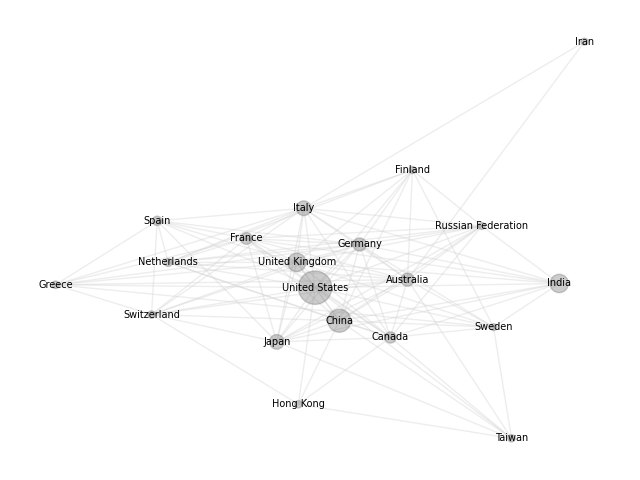 Iran
Finland
Italy
Spain
Russian Federation
France
Germany
Netherlands
United Kingdom
Australia
India
Greece
United States
Switzerland
China
Sweden
Canada
Japan
Hong Kong
Taiwan